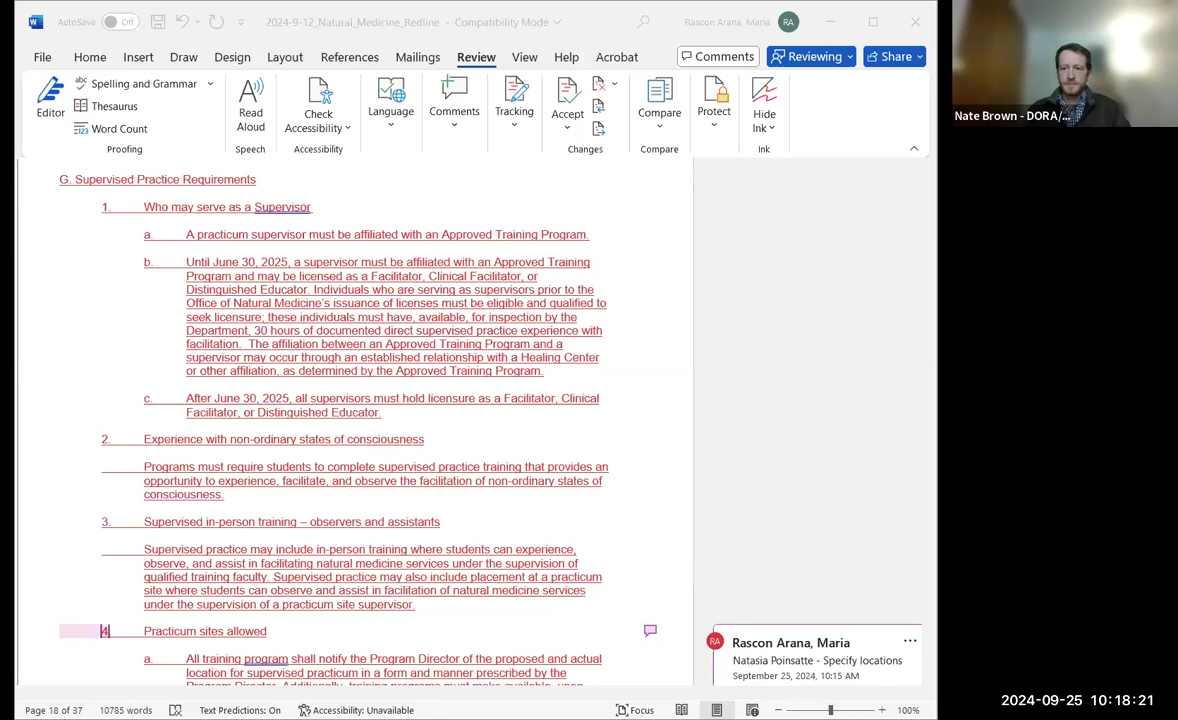 AutoSave Off 2024-9-12_Natural_Medicine_Redline - Compatibility Mode Rascon Arana, Maria RA
File Home Insert Draw Design Layout References Mailings Review View Help Acrobat Comments Reviewing Share
Editor
Spelling and Grammar
Thesaurus
Word Count
Proofing
Read Aloud
Speech
Check Accessibility
Accessibility
Language
Comments
Tracking
Accept
Changes
Compare
Compare
Protect
Hide Ink
Ink
G. Supervised Practice Requirements
1. Who may serve as a Supervisor
a. A practicum supervisor must be affiliated with an Approved Training Program.
b. Until June 30, 2025, a supervisor must be affiliated with an Approved Training
Program and may be licensed as a Facilitator, Clinical Facilitator, or
Distinguished Educator. Individuals who are serving as supervisors prior to the
Office of Natural Medicine's issuance of licenses must be eligible and qualified to
seek licensure; these individuals must have, available, for inspection by the
Department, 30 hours of documented direct supervised practice experience with
facilitation. The affiliation between an Approved Training Program and a
supervisor may occur through an established relationship with a Healing Center
or other affiliation, as determined by the Approved Training Program.
c. After June 30, 2025, all supervisors must hold licensure as a Facilitator, Clinical
Facilitator, or Distinguished Educator.
2. Experience with non-ordinary states of consciousness
Programs must require students to complete supervised practice training that provides an
opportunity to experience, facilitate, and observe the facilitation of non-ordinary states of
consciousness.
3. Supervised in-person training – observers and assistants
Supervised practice may include in-person training where students can experience,
observe, and assist in facilitating natural medicine services under the supervision of
qualified training faculty. Supervised practice may also include placement at a practicum
site where students can observe and assist in facilitation of natural medicine services
under the supervision of a practicum site supervisor.
4. Practicum sites allowed
a. All training program shall notify the Program Director of the proposed and actual
location for supervised practicum in a form and manner prescribed by the
Program Director. Additionally, training programs must make available, upon
RA Rascon Arana, Maria
Natasia Poinsatte - Specify locations
September 25, 2024, 10:15 AM
Page 18 of 37 10785 words Text Predictions: On Accessibility: Unavailable Focus 100%
Nate Brown - DORA/...
2024-09-25 10:18:21